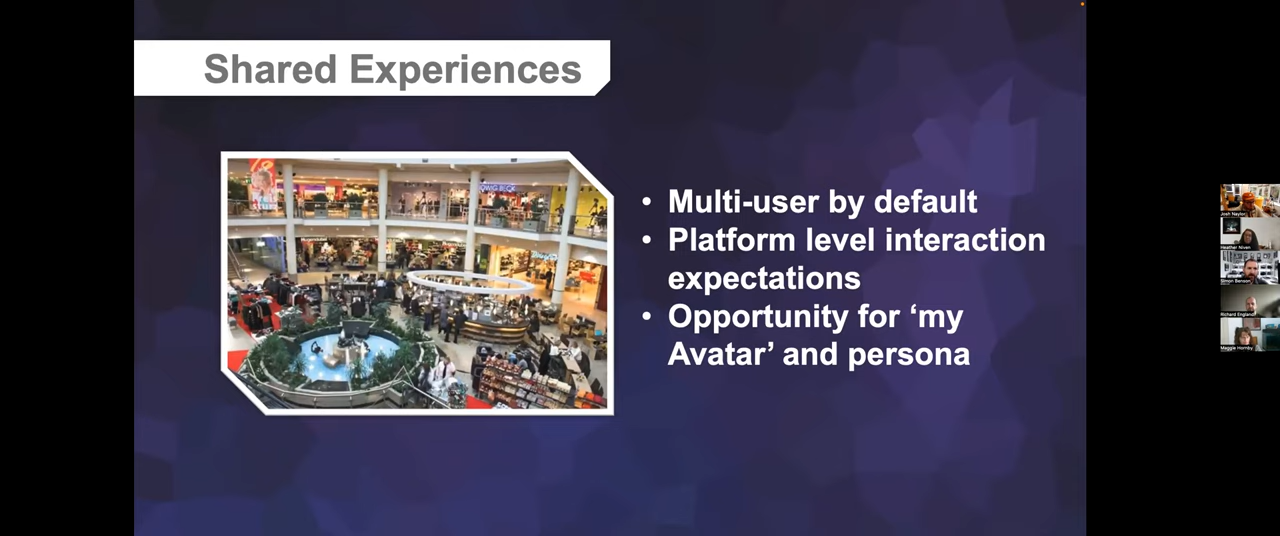 Shared Experiences
• Multi-user by default
• Platform level interaction
expectations
• Opportunity for ‘my
Avatar’ and persona
Josh Naylor
Heather Niven
Simon Benson
Richard England
Maggie Hornby